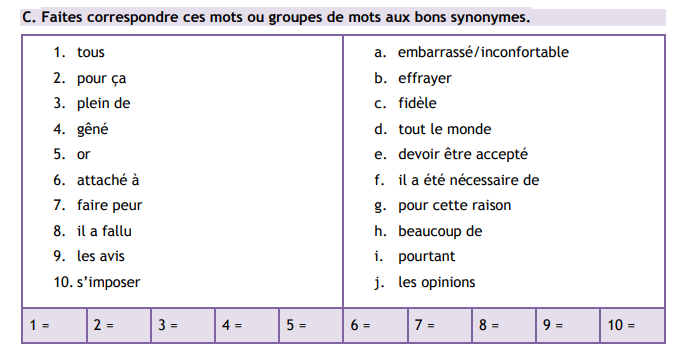 C. Faites correspondre ces mots ou groupes de mots aux bons synonymes.
1. tous
2. pour ça
3. plein de
4. gêné
5. or
6. attaché à
7. faire peur
8. il a fallu
9. les avis
10. s’imposer
a. embarrassé/inconfortable
b. effrayer
c. fidèle
d. tout le monde
e. devoir être accepté
f. il a été nécessaire de
g. pour cette raison
h. beaucoup de
i. pourtant
j. les opinions
1 = 2 = 3 = 4 = 5 = 6 = 7 = 8 = 9 = 10 =